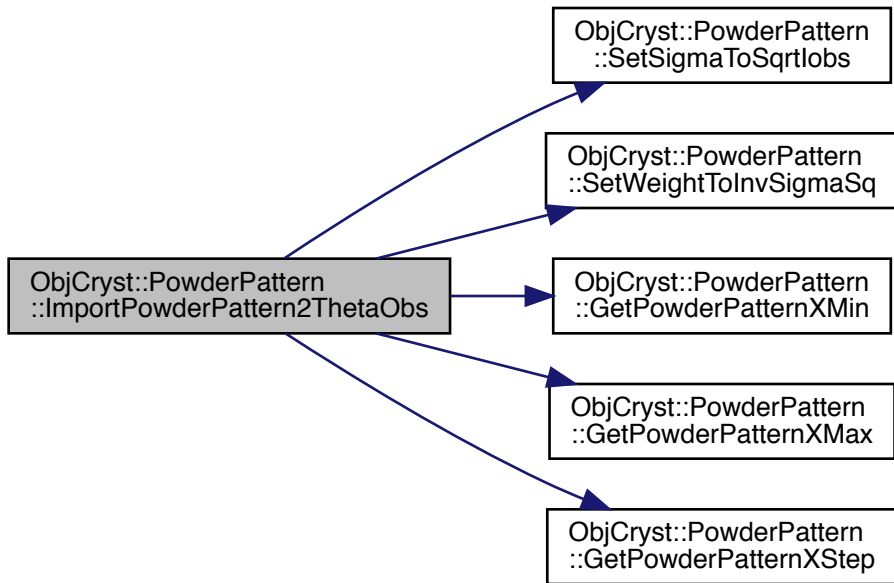 ObjCryst::PowderPattern
::SetSigmaToSqrtIobs
ObjCryst::PowderPattern
::SetWeightToInvSigmaSq
ObjCryst::PowderPattern
::ImportPowderPattern2ThetaObs
ObjCryst::PowderPattern
::GetPowderPatternXMin
ObjCryst::PowderPattern
::GetPowderPatternXMax
ObjCryst::PowderPattern
::GetPowderPatternXStep